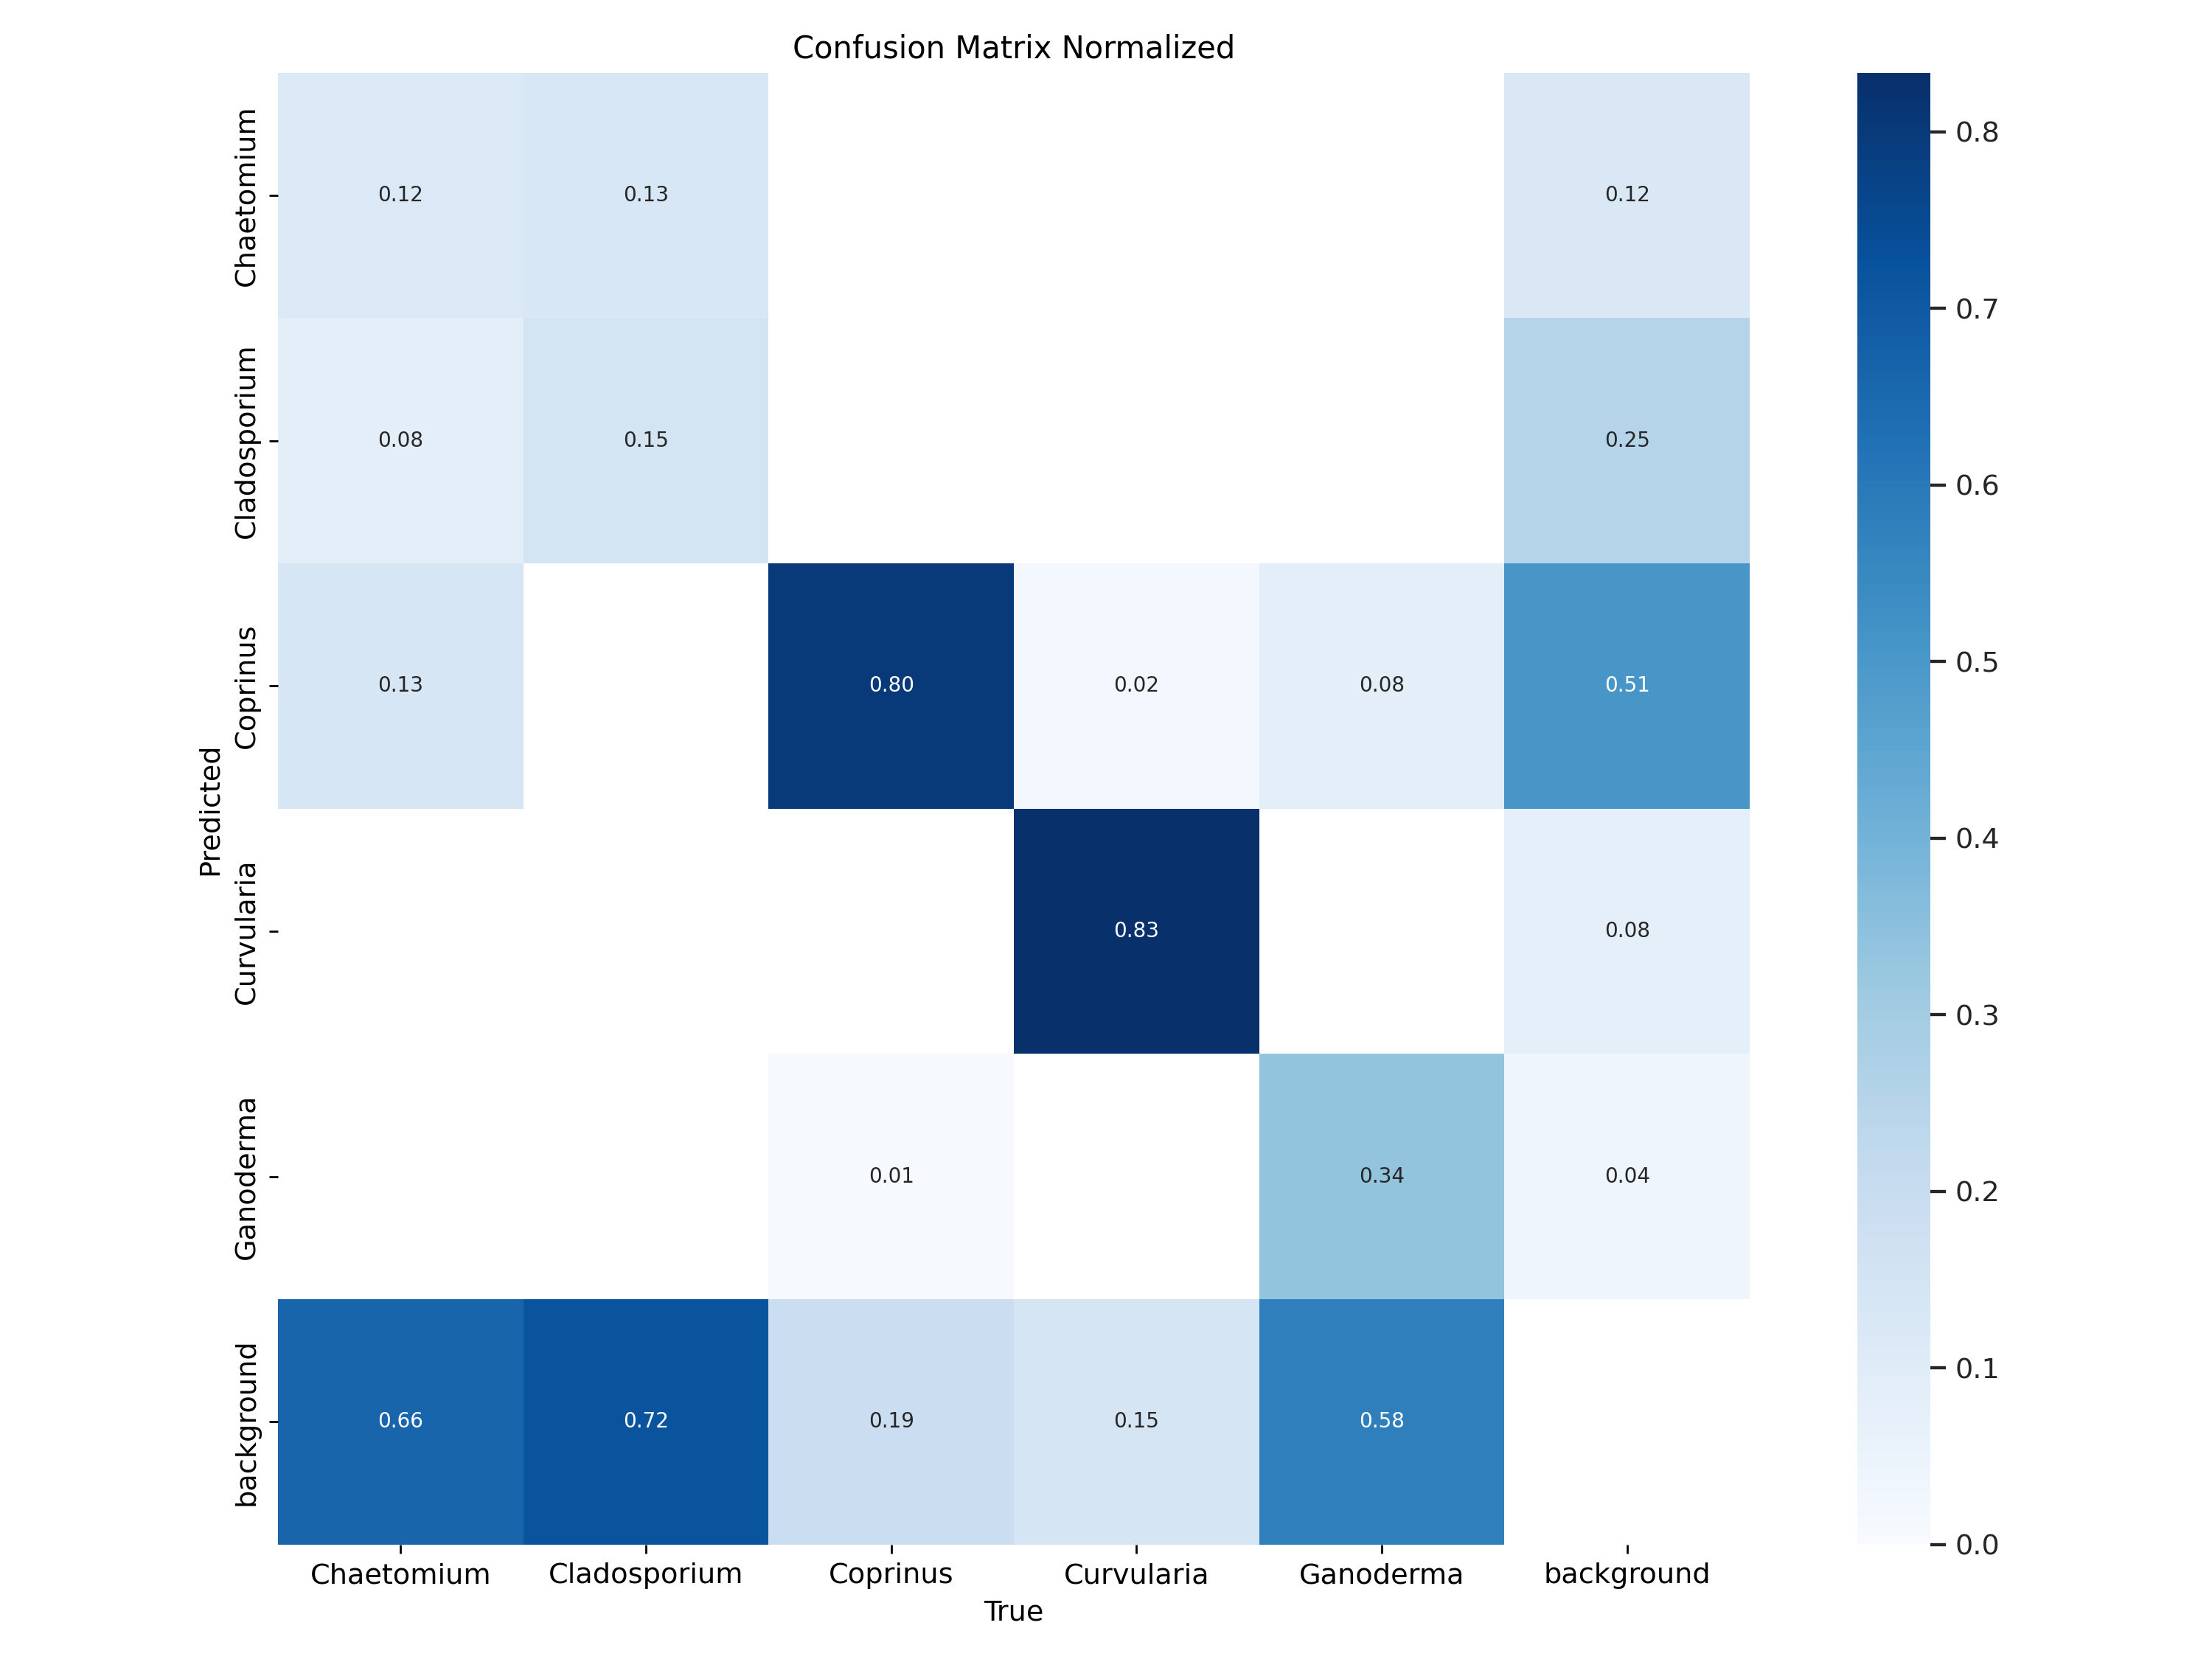 Confusion Matrix Normalized
Predicted
Chaetomium
0.12 0.13 0.12
Cladosporium
0.08 0.15 0.25
Coprinus
0.13 0.80 0.02 0.08 0.51
Curvularia
0.83 0.08
Ganoderma
0.01 0.34 0.04
background
0.66 0.72 0.19 0.15 0.58
Chaetomium Cladosporium Coprinus Curvularia Ganoderma background
True
0.8
0.7
0.6
0.5
0.4
0.3
0.2
0.1
0.0